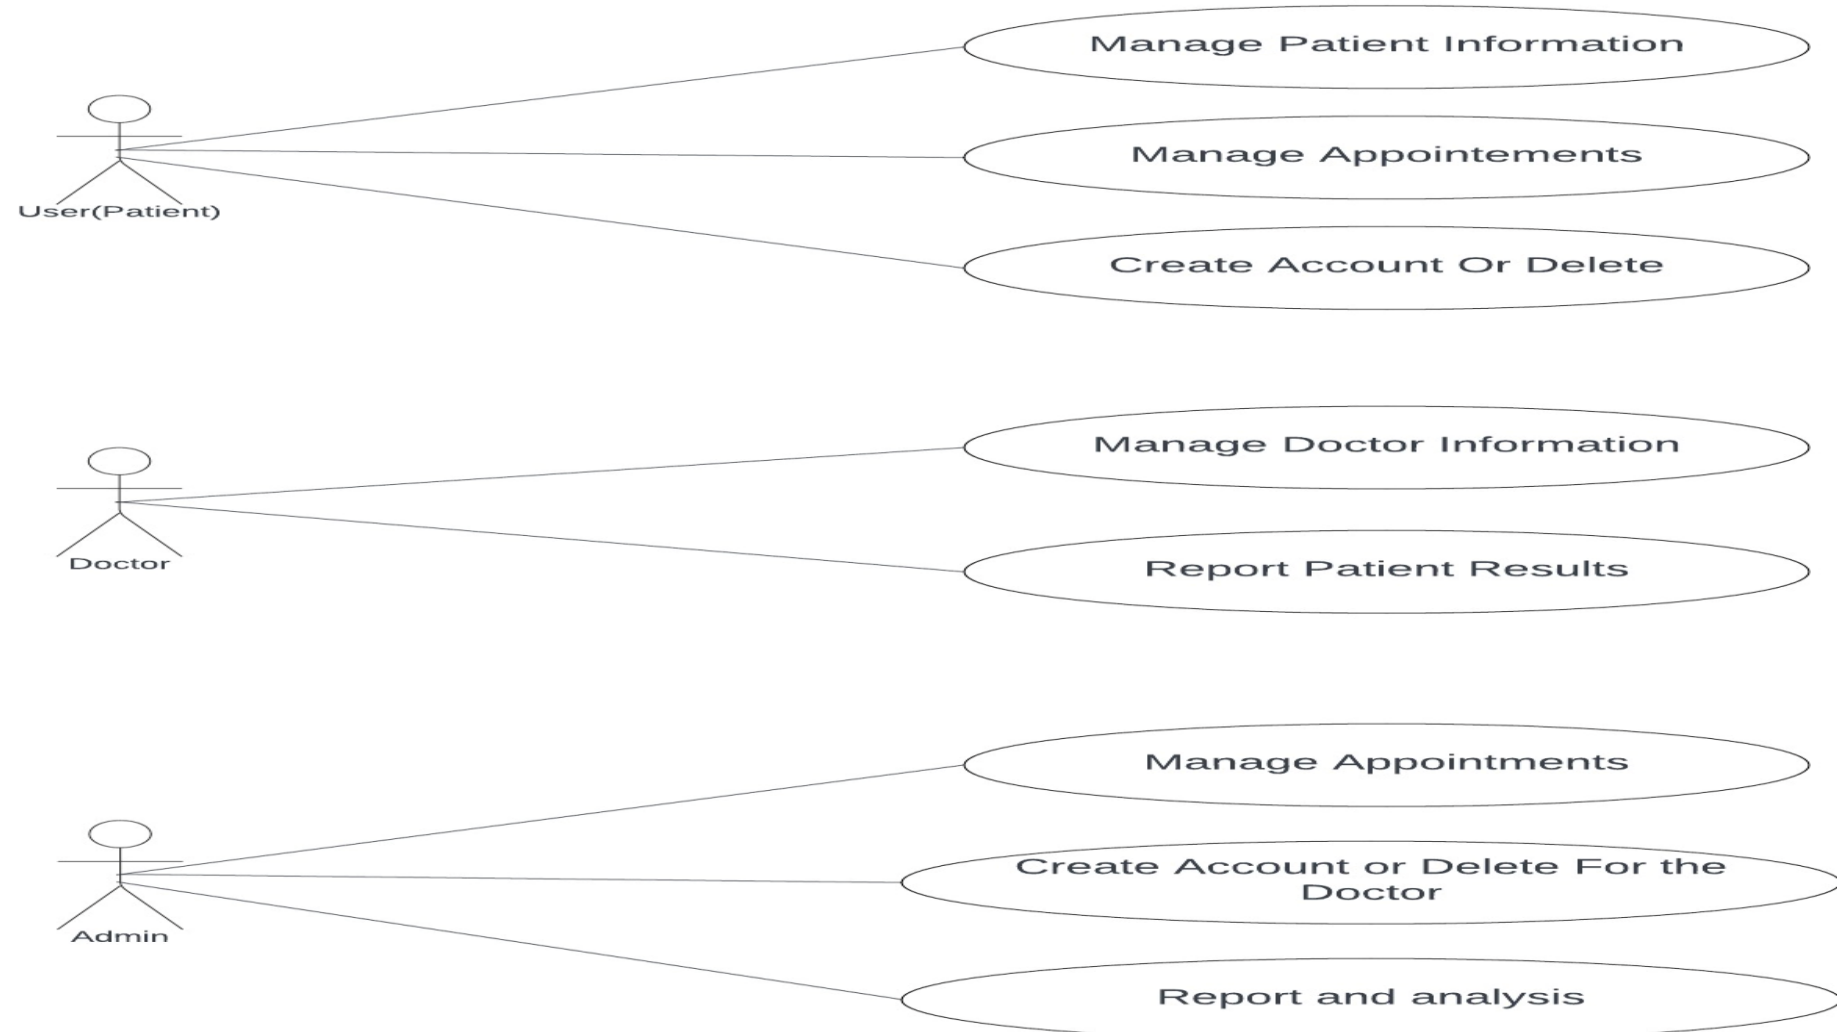 Manage Patient Information
Manage Appointements
User(Patient)
Create Account Or Delete
Manage Doctor Information
Doctor
Report Patient Results
Manage Appointments
Create Account or Delete For the
Doctor
Admin
Report and analysis